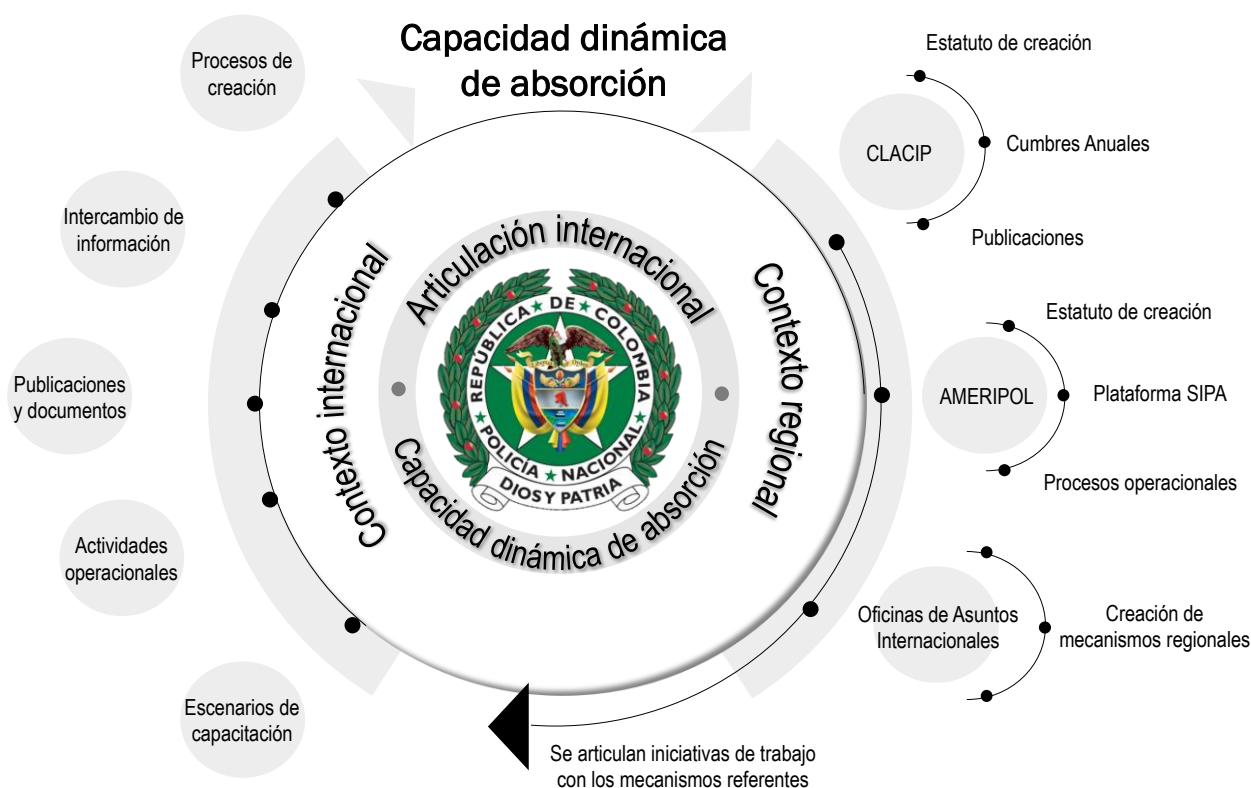 Capacidad dinámica
de absorción
Procesos de
creación
Intercambio de
información
Publicaciones
y documentos
Actividades
operacionales
Escenarios de
capacitación
Contexto internacional
Articulación internacional
REPÚBLICA DE COLOMBIA
POLICÍA NACIONAL
DIOS Y PATRIA
Capacidad dinámica de absorción
Contexto regional
CLACIP
Estatuto de creación
Cumbres Anuales
Publicaciones
AMERIPOL
Estatuto de creación
Plataforma SIPA
Procesos operacionales
Oficinas de Asuntos
Internacionales
Creación de
mecanismos regionales
Se articulan iniciativas de trabajo
con los mecanismos referentes